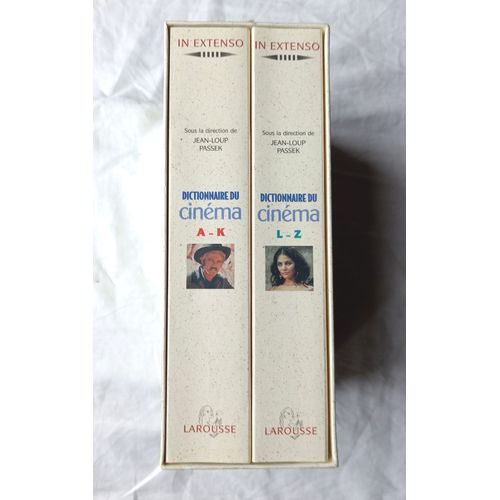 IN EXTENSO
Sous la direction de
JEAN-LOUP
PASSEK
DICTIONNAIRE DU
cinéma
A - K
LAROUSSE
IN EXTENSO
Sous la direction de
JEAN-LOUP
PASSEK
DICTIONNAIRE DU
cinéma
L - Z
LAROUSSE